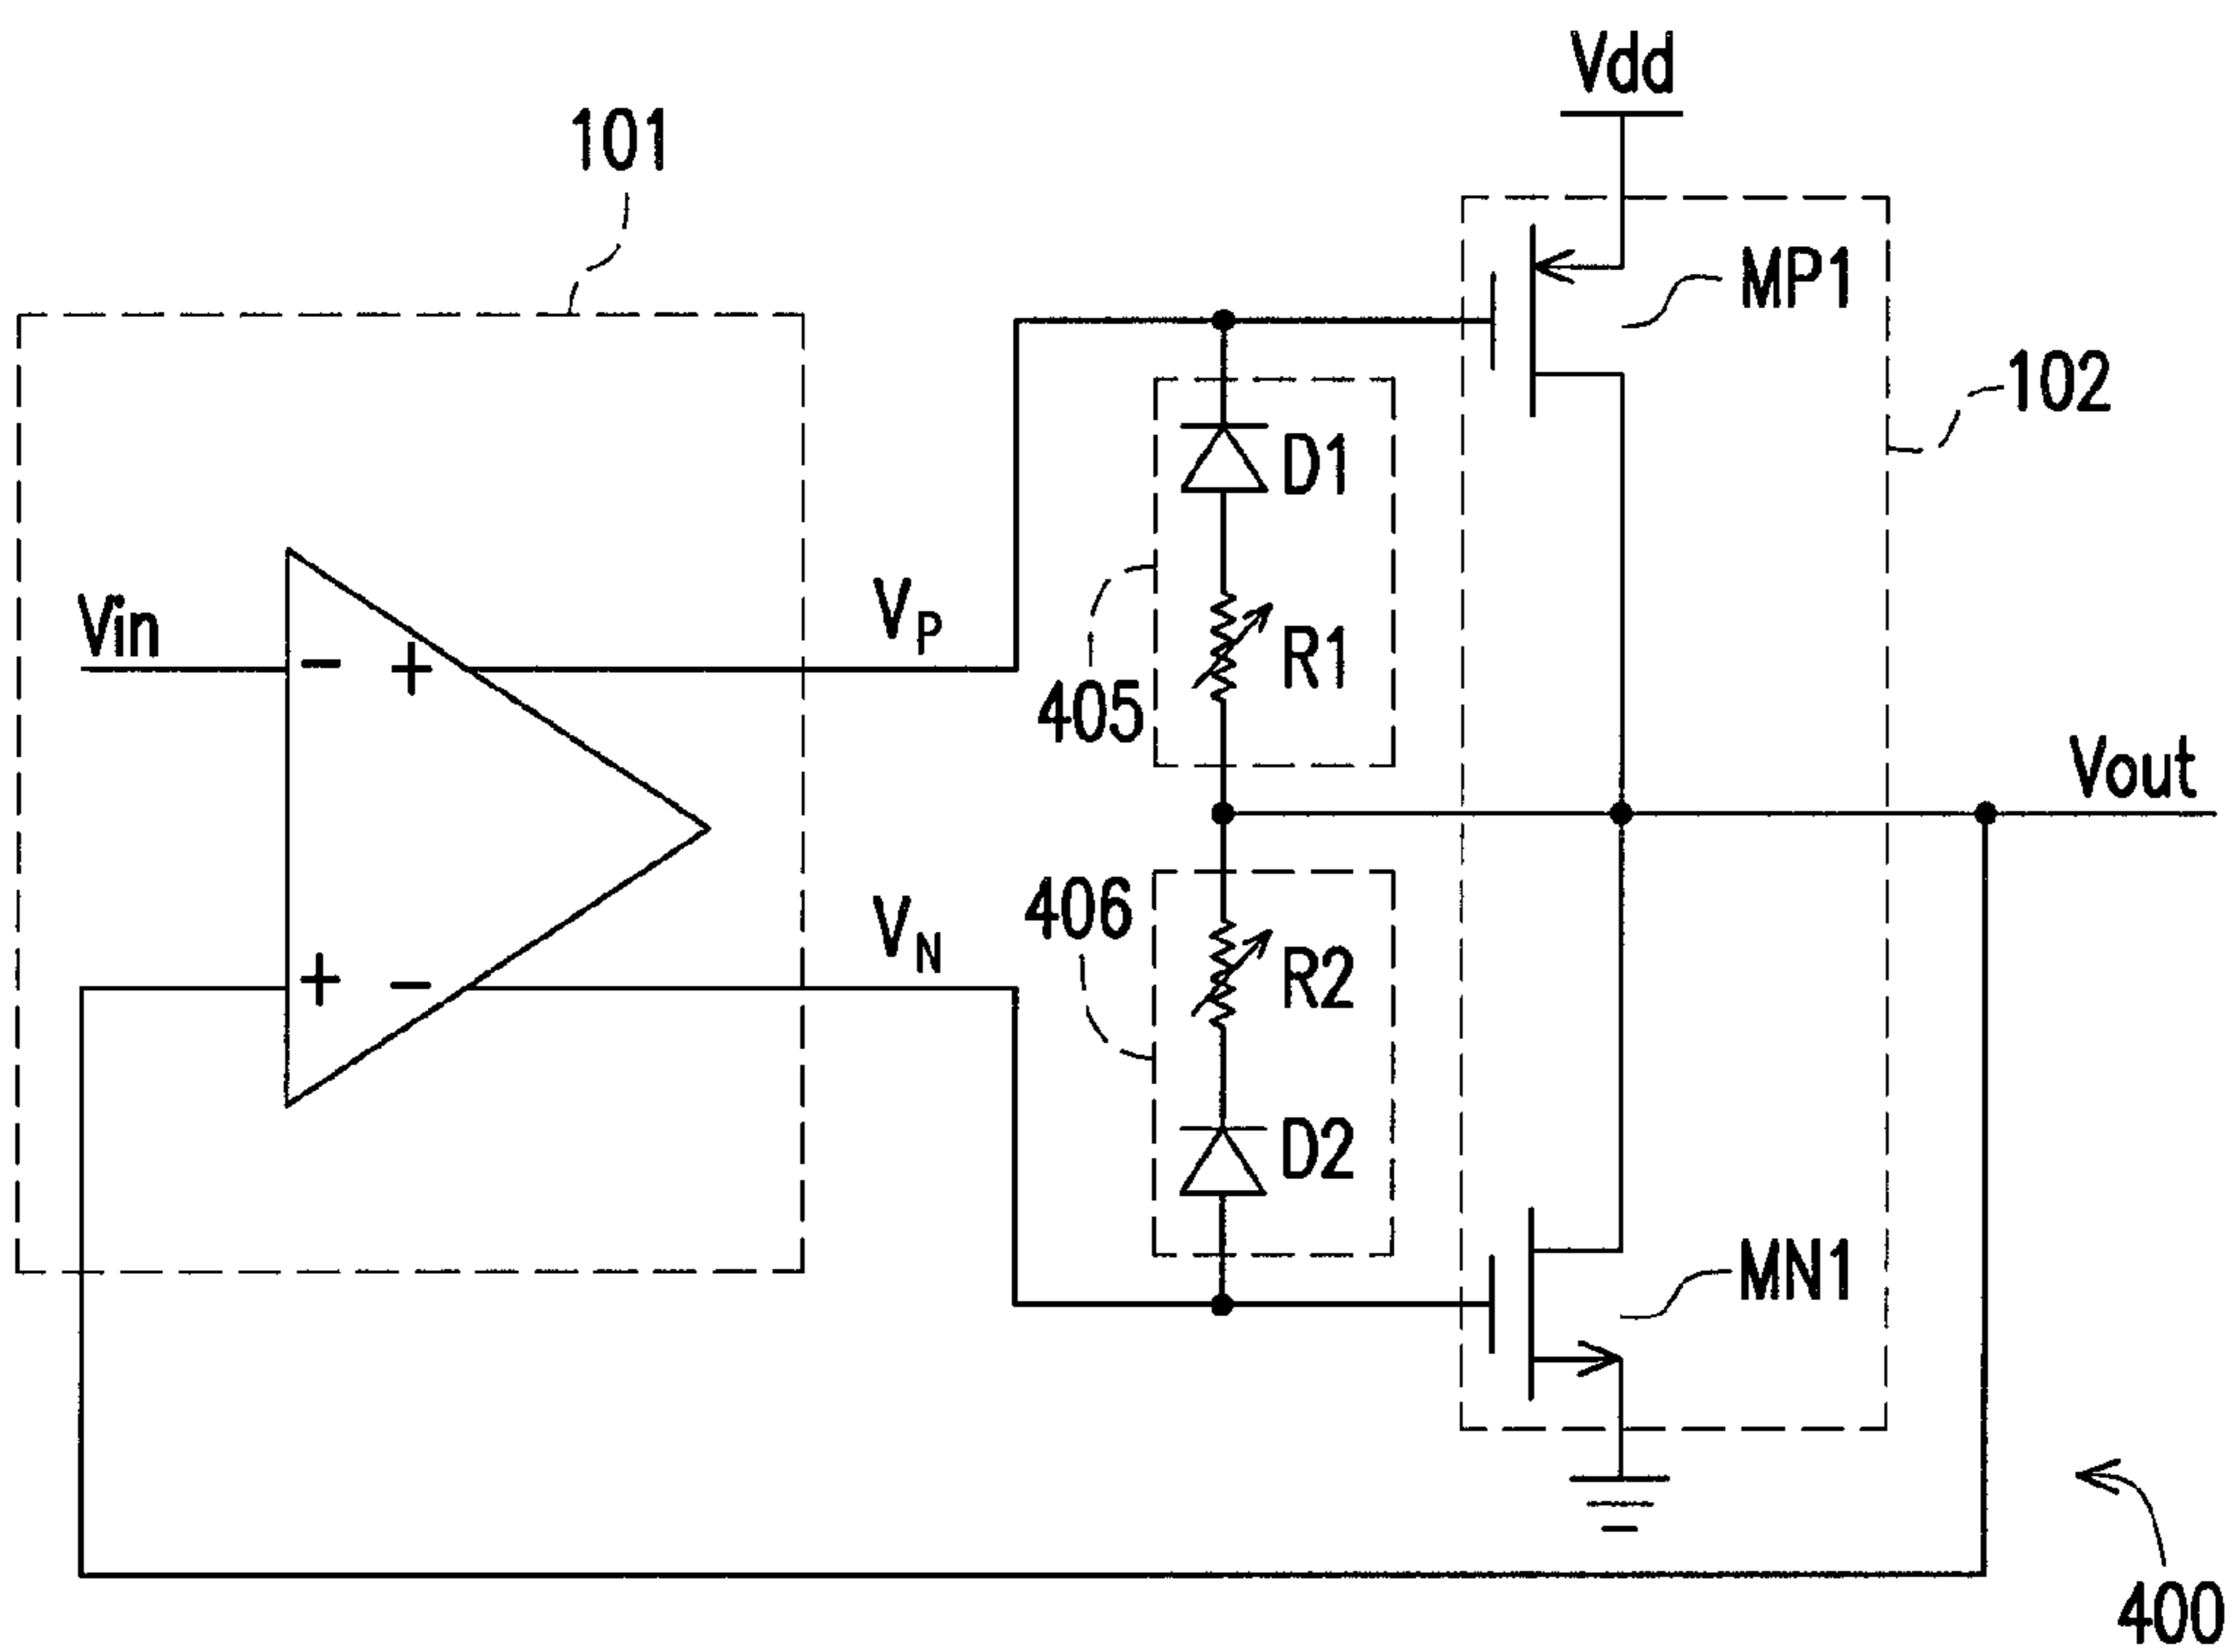 Vdd
101
MP1
102
D1
Vin
- +
VP
R1
405
Vout
406
VN
R2
+ -
D2
MN1
400